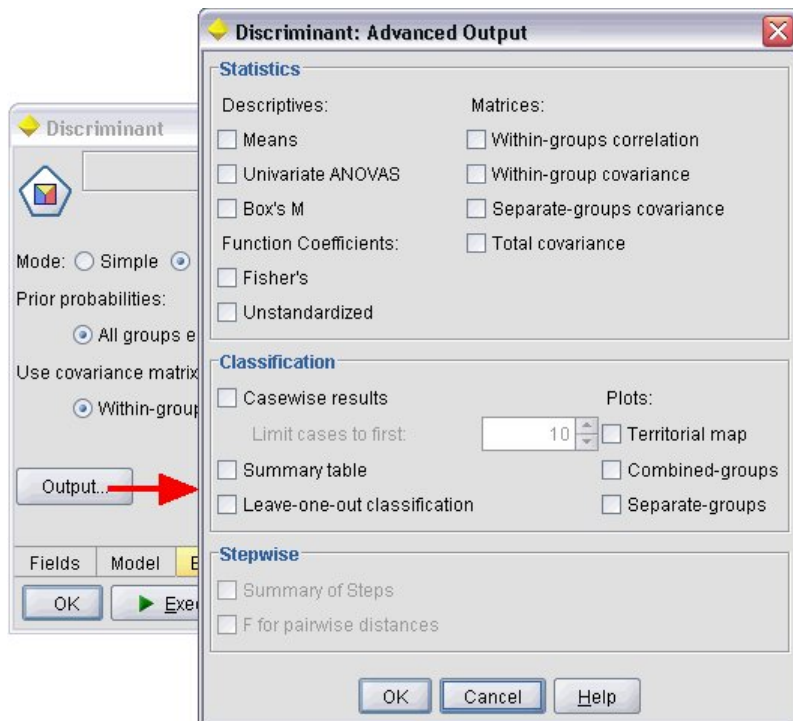 Discriminant
Mode: Simple
Prior probabilities:
All groups e
Use covariance matrix
Within-group
Output...
Fields Model E
OK Exe
Discriminant: Advanced Output
Statistics
Descriptives: Matrices:
Means Within-groups correlation
Univariate ANOVAS Within-group covariance
Box's M Separate-groups covariance
Function Coefficients: Total covariance
Fisher's
Unstandardized
Classification
Casewise results Plots:
Limit cases to first: 10 Territorial map
Summary table Combined-groups
Leave-one-out classification Separate-groups
Stepwise
Summary of Steps
F for pairwise distances
OK Cancel Help